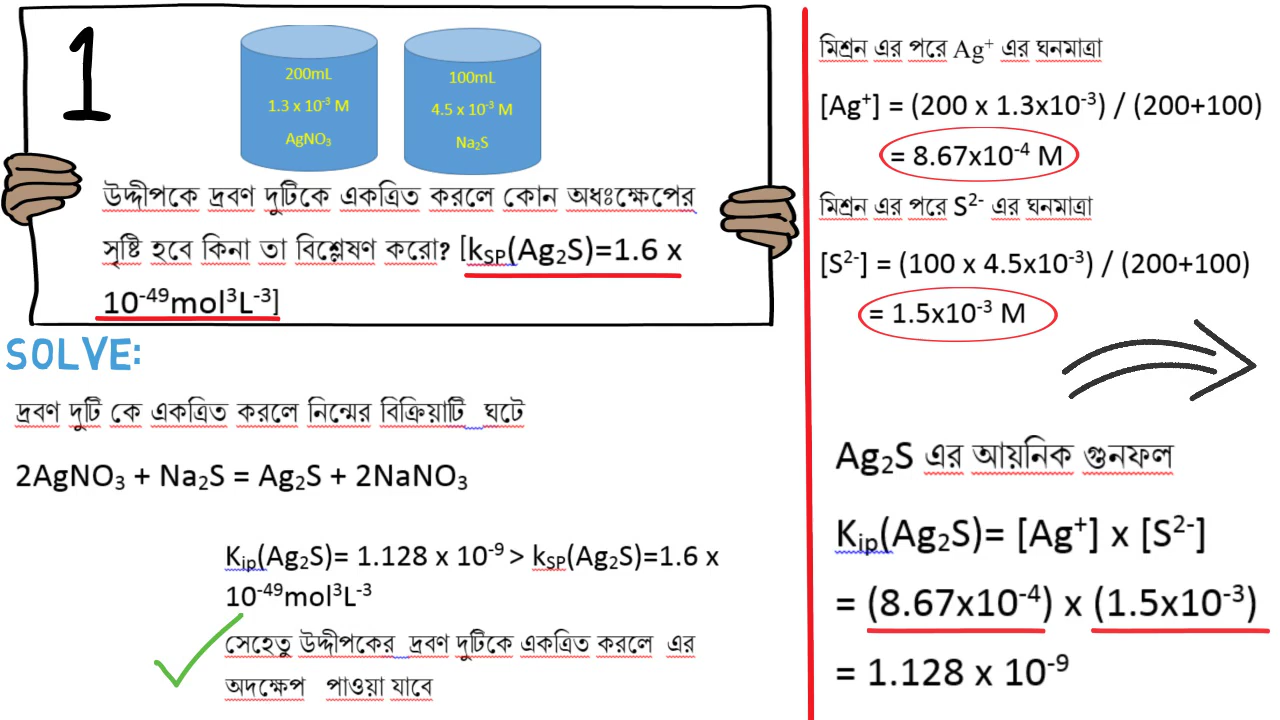 1
200mL
1.3 x 10⁻³ M
AgNO₃
100mL
4.5 x 10⁻³ M
Na₂S
উদ্দীপকে দ্রবণ দুটিকে একত্রিত করলে কোন অধঃক্ষেপের
সৃষ্টি হবে কিনা তা বিশ্লেষণ করো? [kSP(Ag₂S)=1.6 x
10⁻⁴⁹mol³L⁻³]
SOLVE:
দ্রবণ দুটি কে একত্রিত করলে নিন্মের বিক্রিয়াটি ঘটে
2AgNO₃ + Na₂S = Ag₂S + 2NaNO₃
Kip(Ag₂S)= 1.128 x 10⁻⁹ > kSP(Ag₂S)=1.6 x
10⁻⁴⁹mol³L⁻³
সেহেতু উদ্দীপকের দ্রবণ দুটিকে একত্রিত করলে এর
অদক্ষেপ পাওয়া যাবে
মিশ্রন এর পরে Ag⁺ এর ঘনমাত্রা
[Ag⁺] = (200 x 1.3x10⁻³) / (200+100)
= 8.67x10⁻⁴ M
মিশ্রন এর পরে S²⁻ এর ঘনমাত্রা
[S²⁻] = (100 x 4.5x10⁻³) / (200+100)
= 1.5x10⁻³ M
Ag₂S এর আয়নিক গুনফল
Kip(Ag₂S)= [Ag⁺] x [S²⁻]
= (8.67x10⁻⁴) x (1.5x10⁻³)
= 1.128 x 10⁻⁹